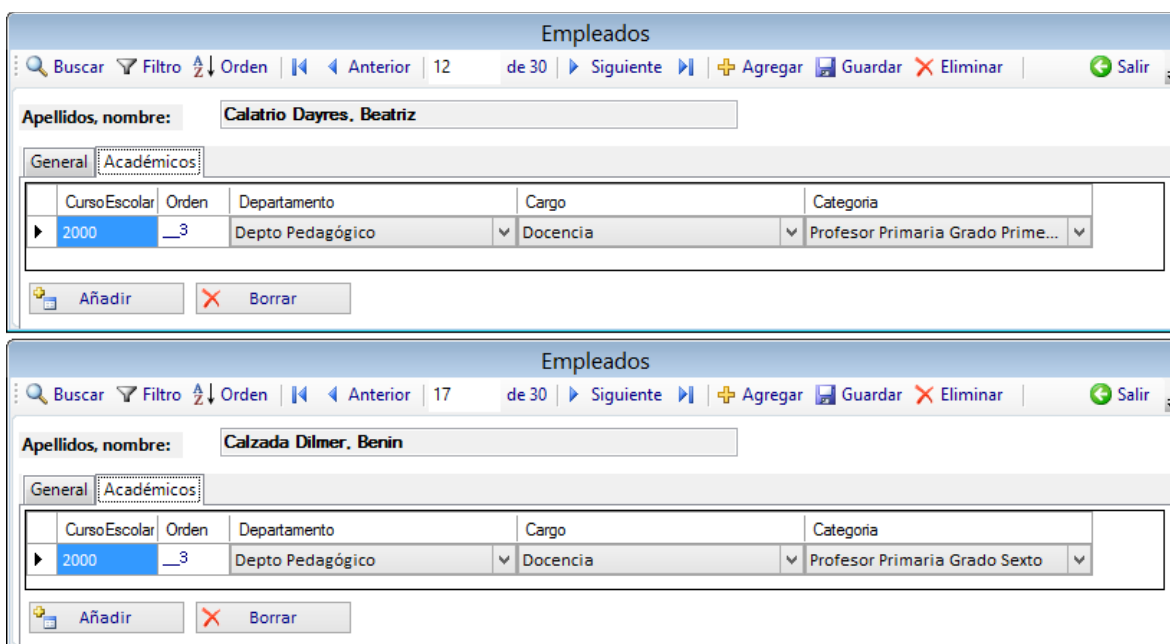 Empleados
Buscar Filtro Orden Anterior 12 de 30 Siguiente Agregar Guardar Eliminar Salir
Apellidos, nombre: Calatrio Dayres, Beatriz
General Académicos
CursoEscolar Orden Departamento Cargo Categoria
2000 __3 Depto Pedagógico Docencia Profesor Primaria Grado Prime...
Añadir Borrar
Empleados
Buscar Filtro Orden Anterior 17 de 30 Siguiente Agregar Guardar Eliminar Salir
Apellidos, nombre: Calzada Dilmer, Benin
General Académicos
CursoEscolar Orden Departamento Cargo Categoria
2000 __3 Depto Pedagógico Docencia Profesor Primaria Grado Sexto
Añadir Borrar